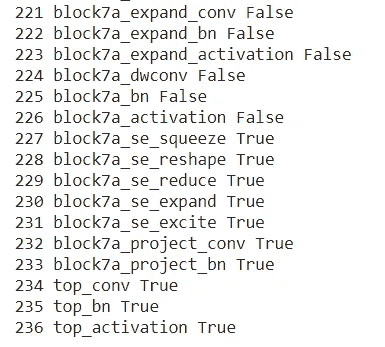 221 block7a_expand_conv False
222 block7a_expand_bn False
223 block7a_expand_activation False
224 block7a_dwconv False
225 block7a_bn False
226 block7a_activation False
227 block7a_se_squeeze True
228 block7a_se_reshape True
229 block7a_se_reduce True
230 block7a_se_expand True
231 block7a_se_excite True
232 block7a_project_conv True
233 block7a_project_bn True
234 top_conv True
235 top_bn True
236 top_activation True